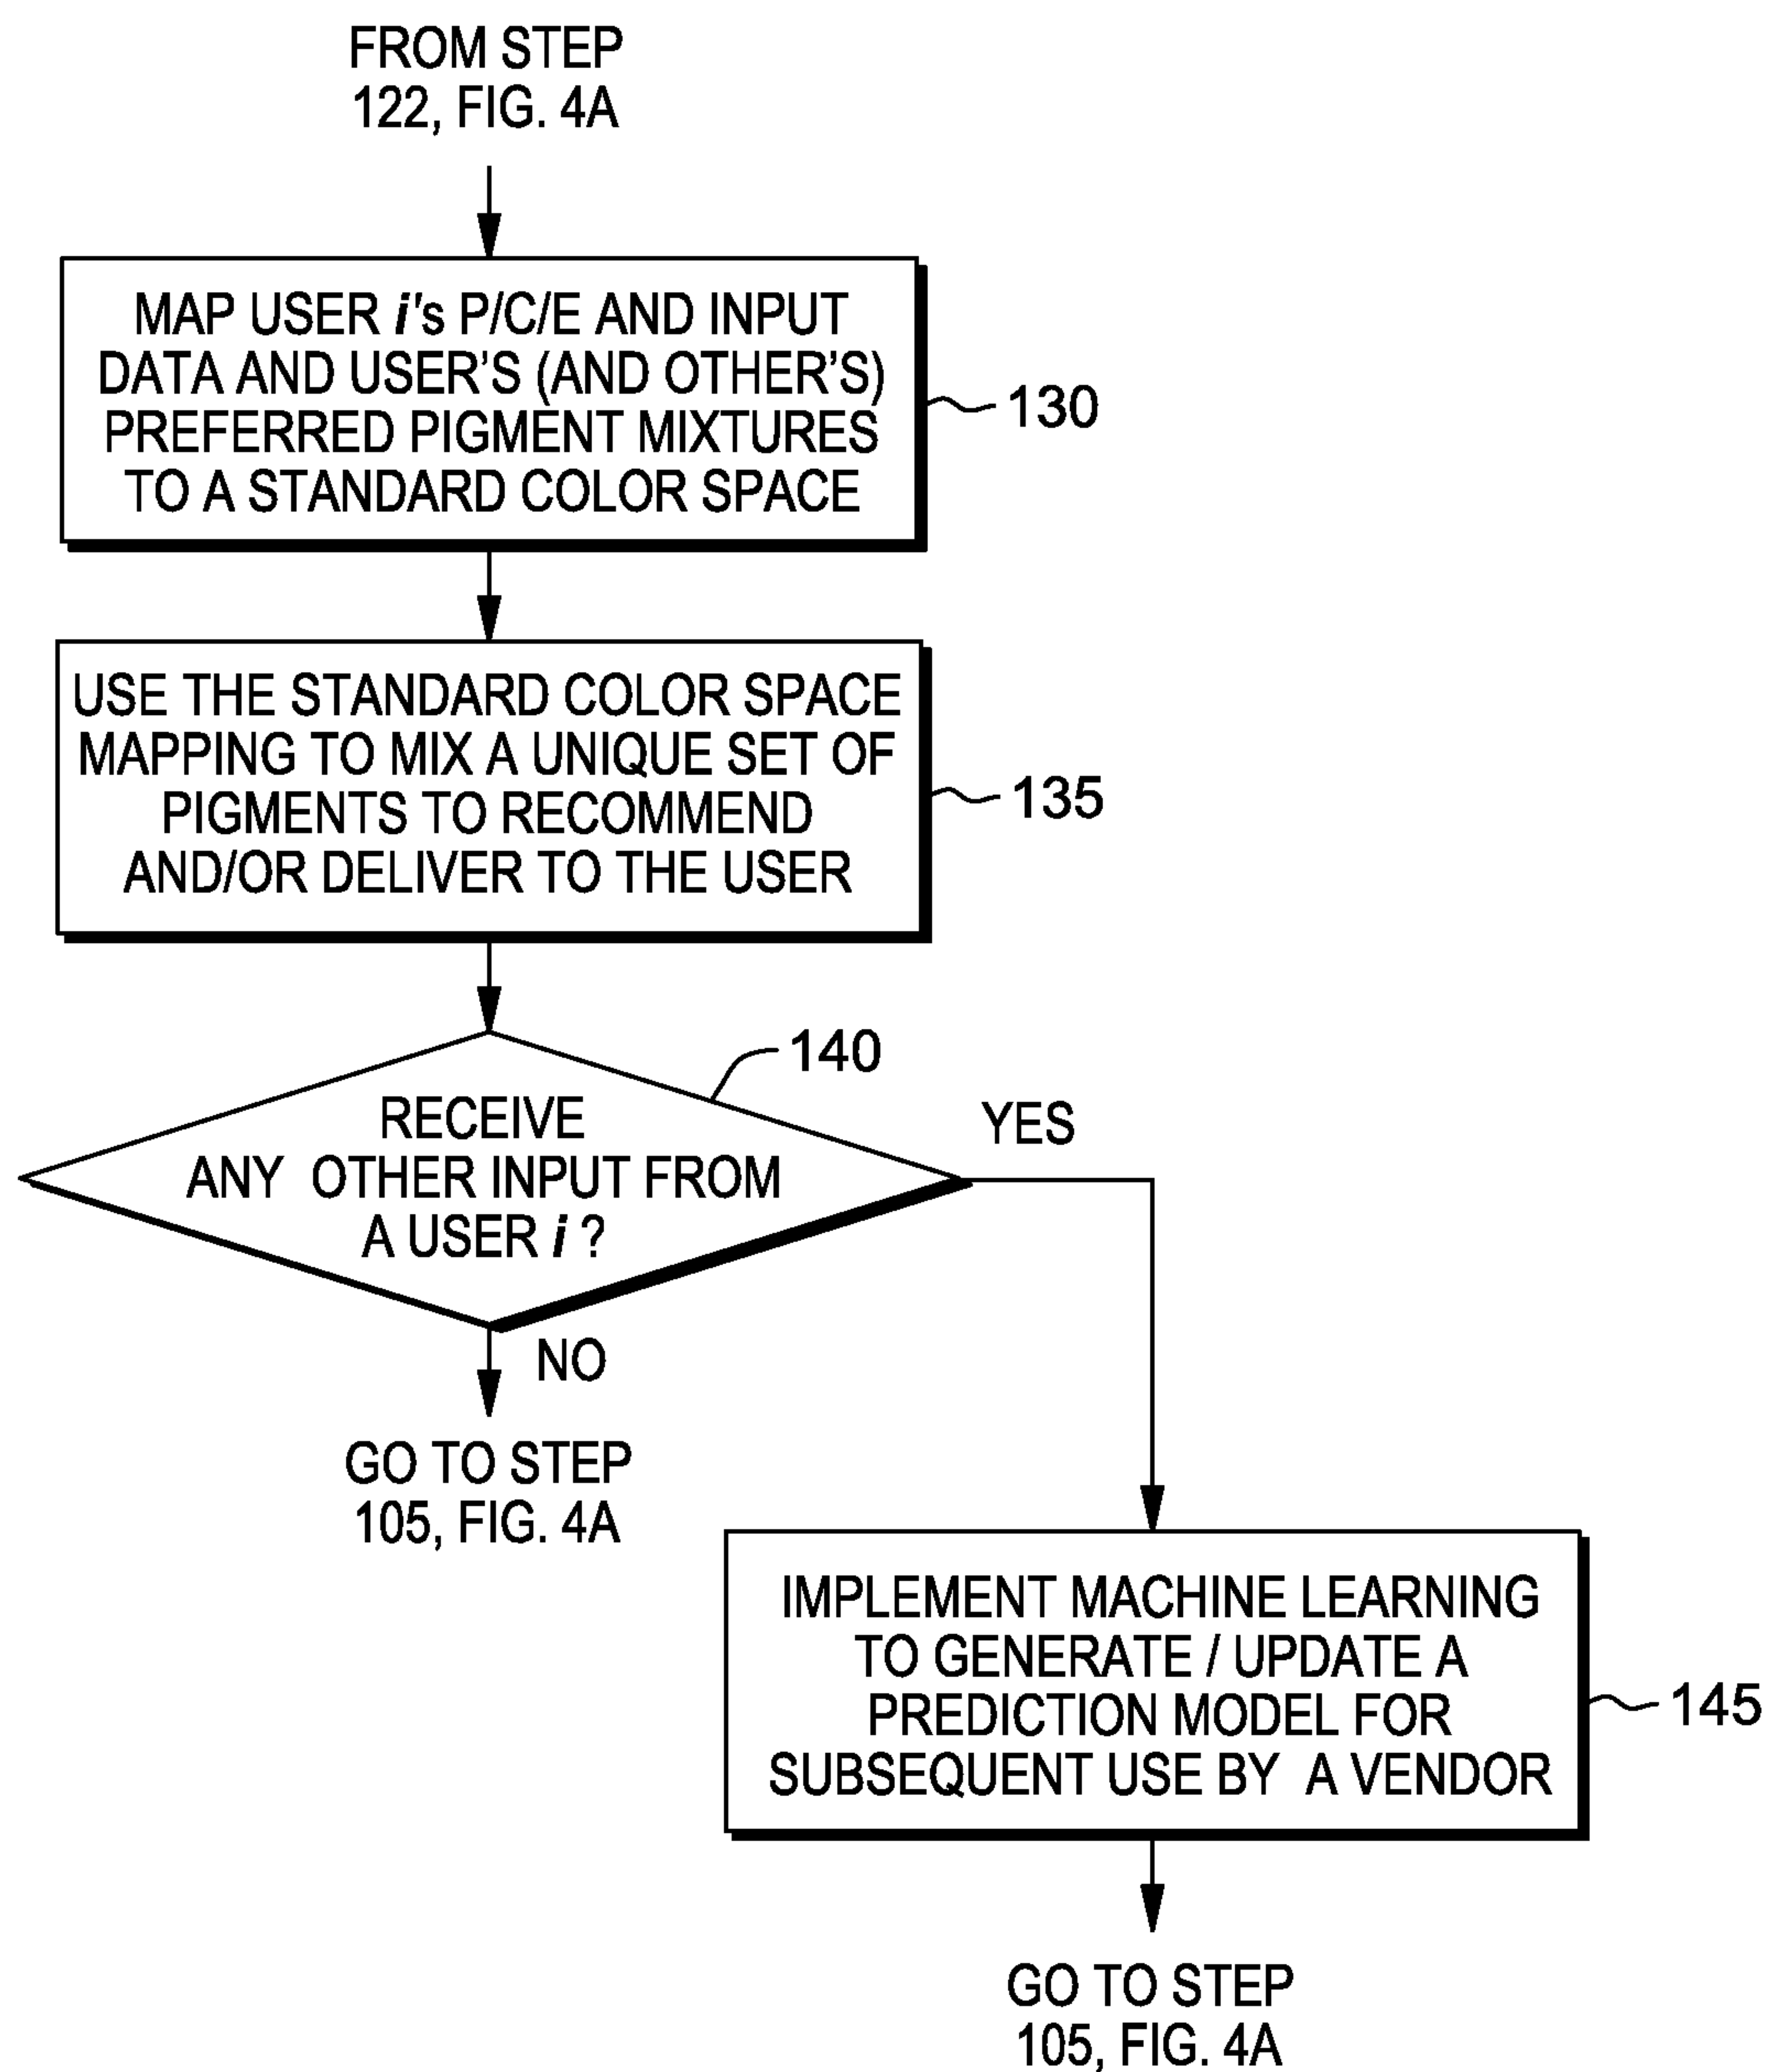 FROM STEP
122, FIG. 4A
MAP USER i's P/C/E AND INPUT
DATA AND USER’S (AND OTHER’S)
PREFERRED PIGMENT MIXTURES
TO A STANDARD COLOR SPACE
130
USE THE STANDARD COLOR SPACE
MAPPING TO MIX A UNIQUE SET OF
PIGMENTS TO RECOMMEND
AND/OR DELIVER TO THE USER
135
140
RECEIVE
ANY OTHER INPUT FROM
A USER i ?
YES
NO
GO TO STEP
105, FIG. 4A
IMPLEMENT MACHINE LEARNING
TO GENERATE / UPDATE A
PREDICTION MODEL FOR
SUBSEQUENT USE BY A VENDOR
145
GO TO STEP
105, FIG. 4A